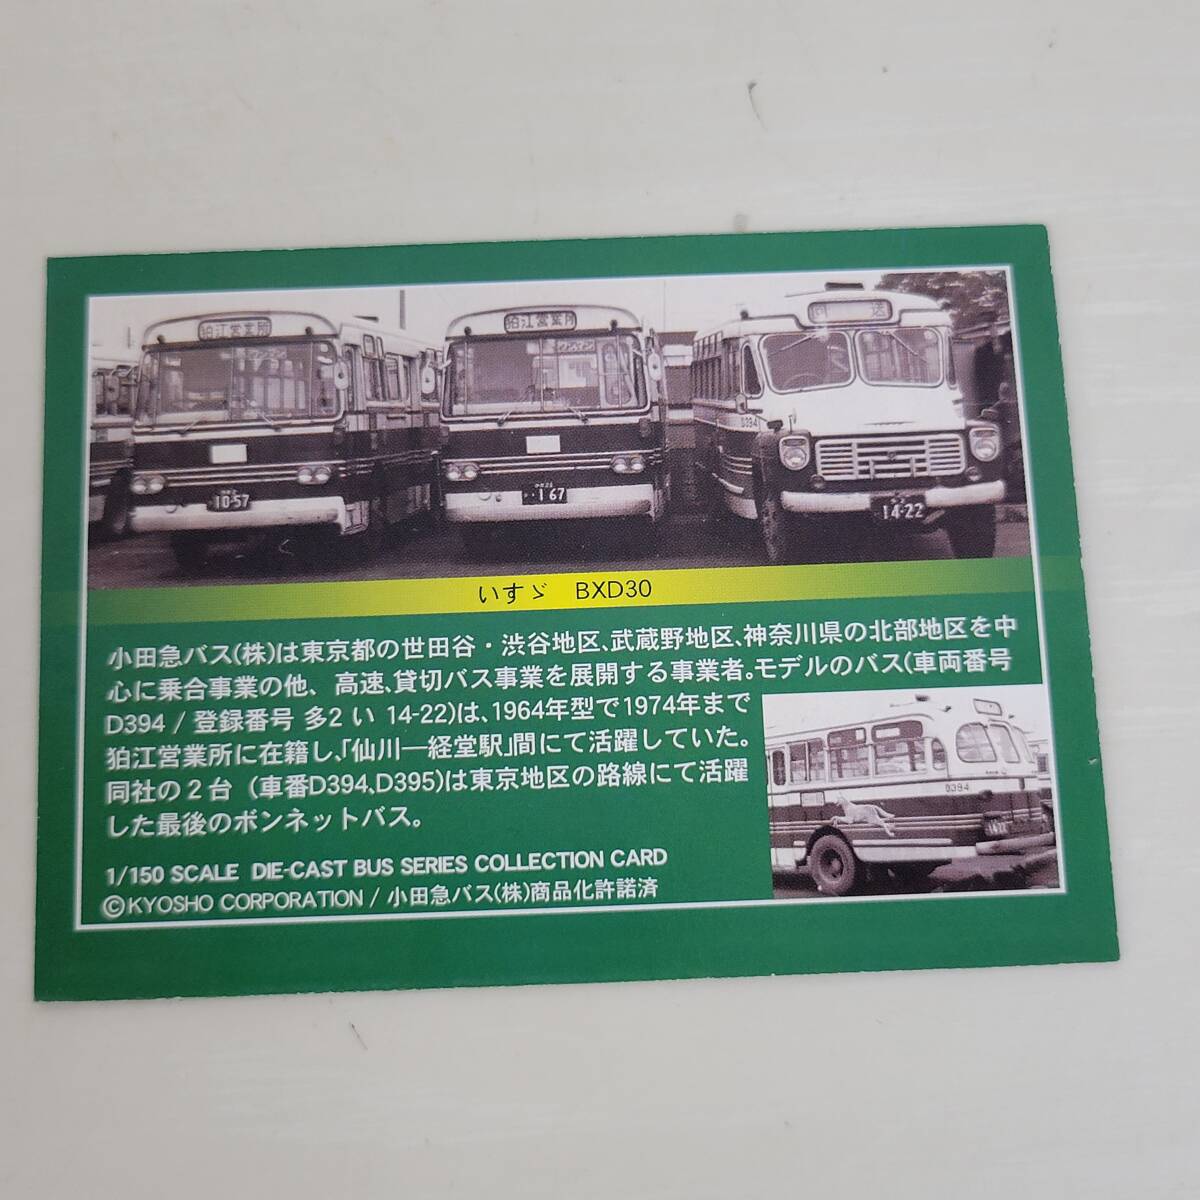 狛江営業所
狛江営業所
回送
D394
10-57
167
14-22
いすゞ BXD30
小田急バス(株)は東京都の世田谷・渋谷地区、武蔵野地区、神奈川県の北部地区を中
心に乗合事業の他、高速、貸切バス事業を展開する事業者。モデルのバス(車両番号
D394 / 登録番号 多2 い 14-22)は、1964年型で1974年まで
狛江営業所に在籍し、「仙川―経堂駅」間にて活躍していた。
同社の2台 (車番D394、D395)は東京地区の路線にて活躍
した最後のボンネットバス。
D394
1/150 SCALE DIE-CAST BUS SERIES COLLECTION CARD
©KYOSHO CORPORATION / 小田急バス(株)商品化許諾済